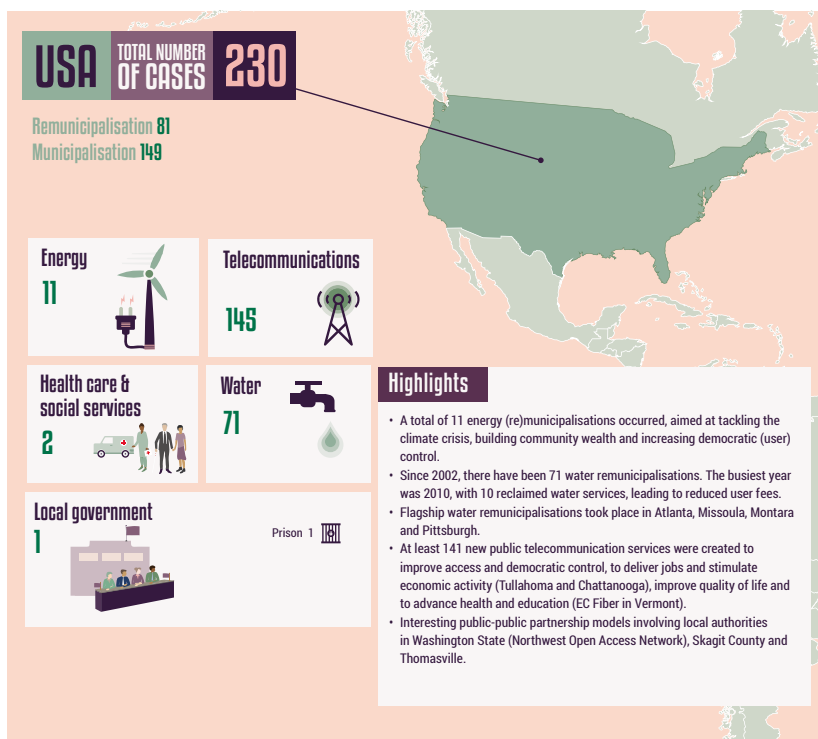 USA
TOTAL NUMBER
OF CASES
230
Remunicipalisation 81
Municipalisation 149
Energy
11
Telecommunications
145
Health care &
social services
2
Water
71
Local government
1
Prison 1
Highlights
• A total of 11 energy (re)municipalisations occurred, aimed at tackling the
climate crisis, building community wealth and increasing democratic (user)
control.
• Since 2002, there have been 71 water remunicipalisations. The busiest year
was 2010, with 10 reclaimed water services, leading to reduced user fees.
• Flagship water remunicipalisations took place in Atlanta, Missoula, Montara
and Pittsburgh.
• At least 141 new public telecommunication services were created to
improve access and democratic control, to deliver jobs and stimulate
economic activity (Tullahoma and Chattanooga), improve quality of life and
to advance health and education (EC Fiber in Vermont).
• Interesting public-public partnership models involving local authorities
in Washington State (Northwest Open Access Network), Skagit County and
Thomasville.